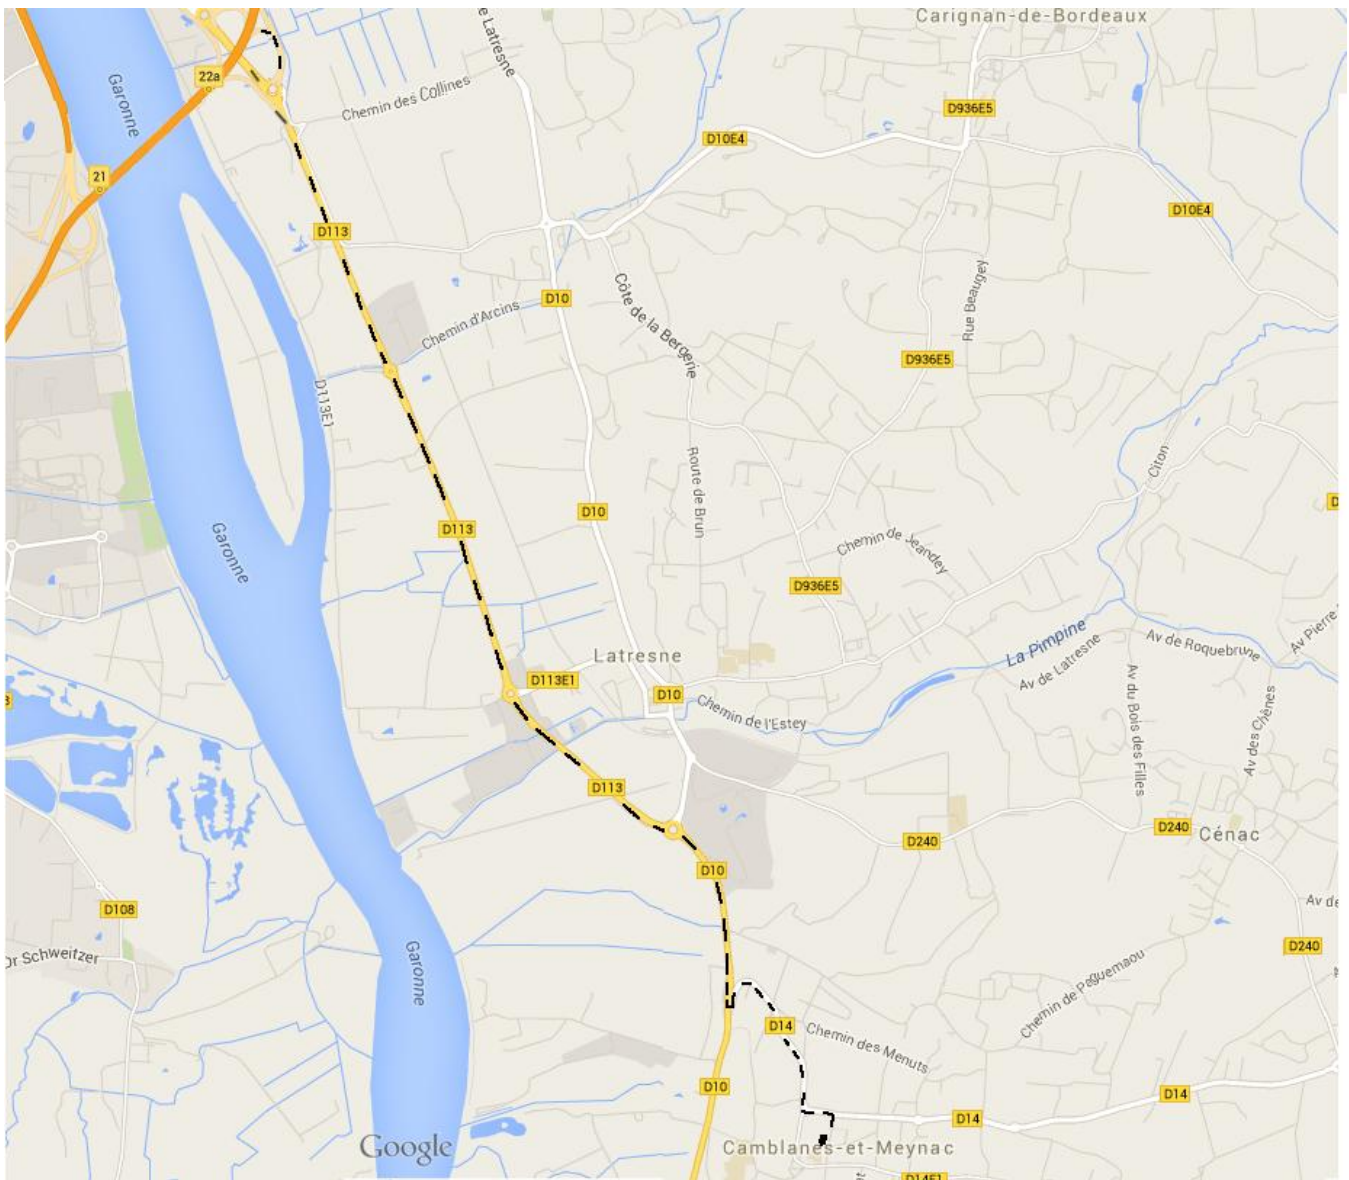 Carignan-de-Bordeaux
e Latresne
22a
Garonne
Chemin des Collines
D936E5
D10E4
21
D10E4
D113
Côte de la Bergerie
Rue Beaugey
D10
Chemin d'Arcins
D936E5
D113E1
Citon
Route de Brun
D10
D
D113
Garonne
Chemin de Jeandey
D936E5
La Pimpine
Av de Roquebrune
Av Pierre
Latresne
Av de Latresne
D113E1
D10
Av du Bois des Filles
Av des Chênes
Chemin de l'Estey
D113
D240
D240
Cénac
D10
Av de
D108
D240
Dr Schweitzer
Garonne
Chemin de Peguemaou
D14
Chemin des Menuts
D10
D14
D14
Google
Camblanes-et-Meynac
D14E1